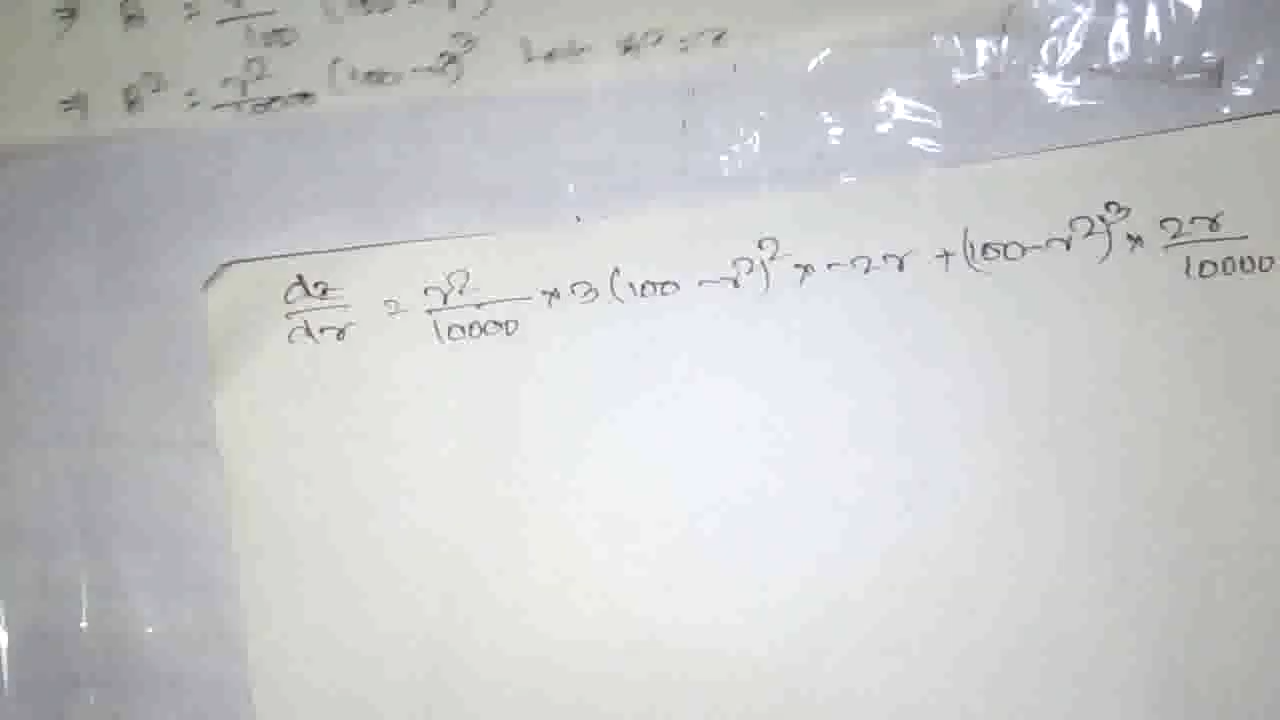 ⇒ R² = r²/10000 (100-r²)³ Let R² = z
dz/dr = r²/10000 × 3(100-r²)² × -2r + (100-r²)³ × 2r/10000